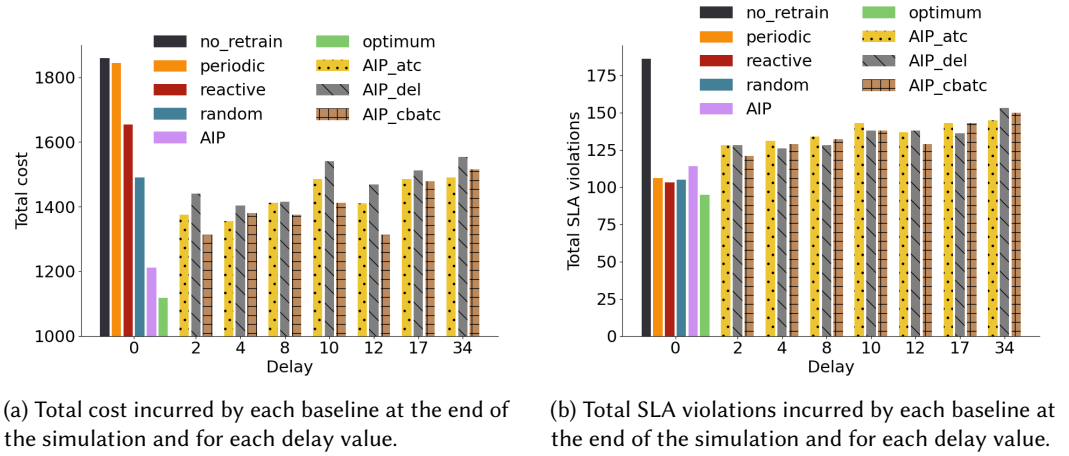 (a)
no_retrain
periodic
reactive
random
AIP
optimum
AIP_atc
AIP_del
AIP_cbatc
Total cost
1800
1600
1400
1200
1000
0 2 4 8 10 12 17 34
Delay
(a) Total cost incurred by each baseline at the end of
the simulation and for each delay value.
(b)
no_retrain
periodic
reactive
random
AIP
optimum
AIP_atc
AIP_del
AIP_cbatc
Total SLA violations
175
150
125
100
75
50
25
0
0 2 4 8 10 12 17 34
Delay
(b) Total SLA violations incurred by each baseline at
the end of the simulation and for each delay value.